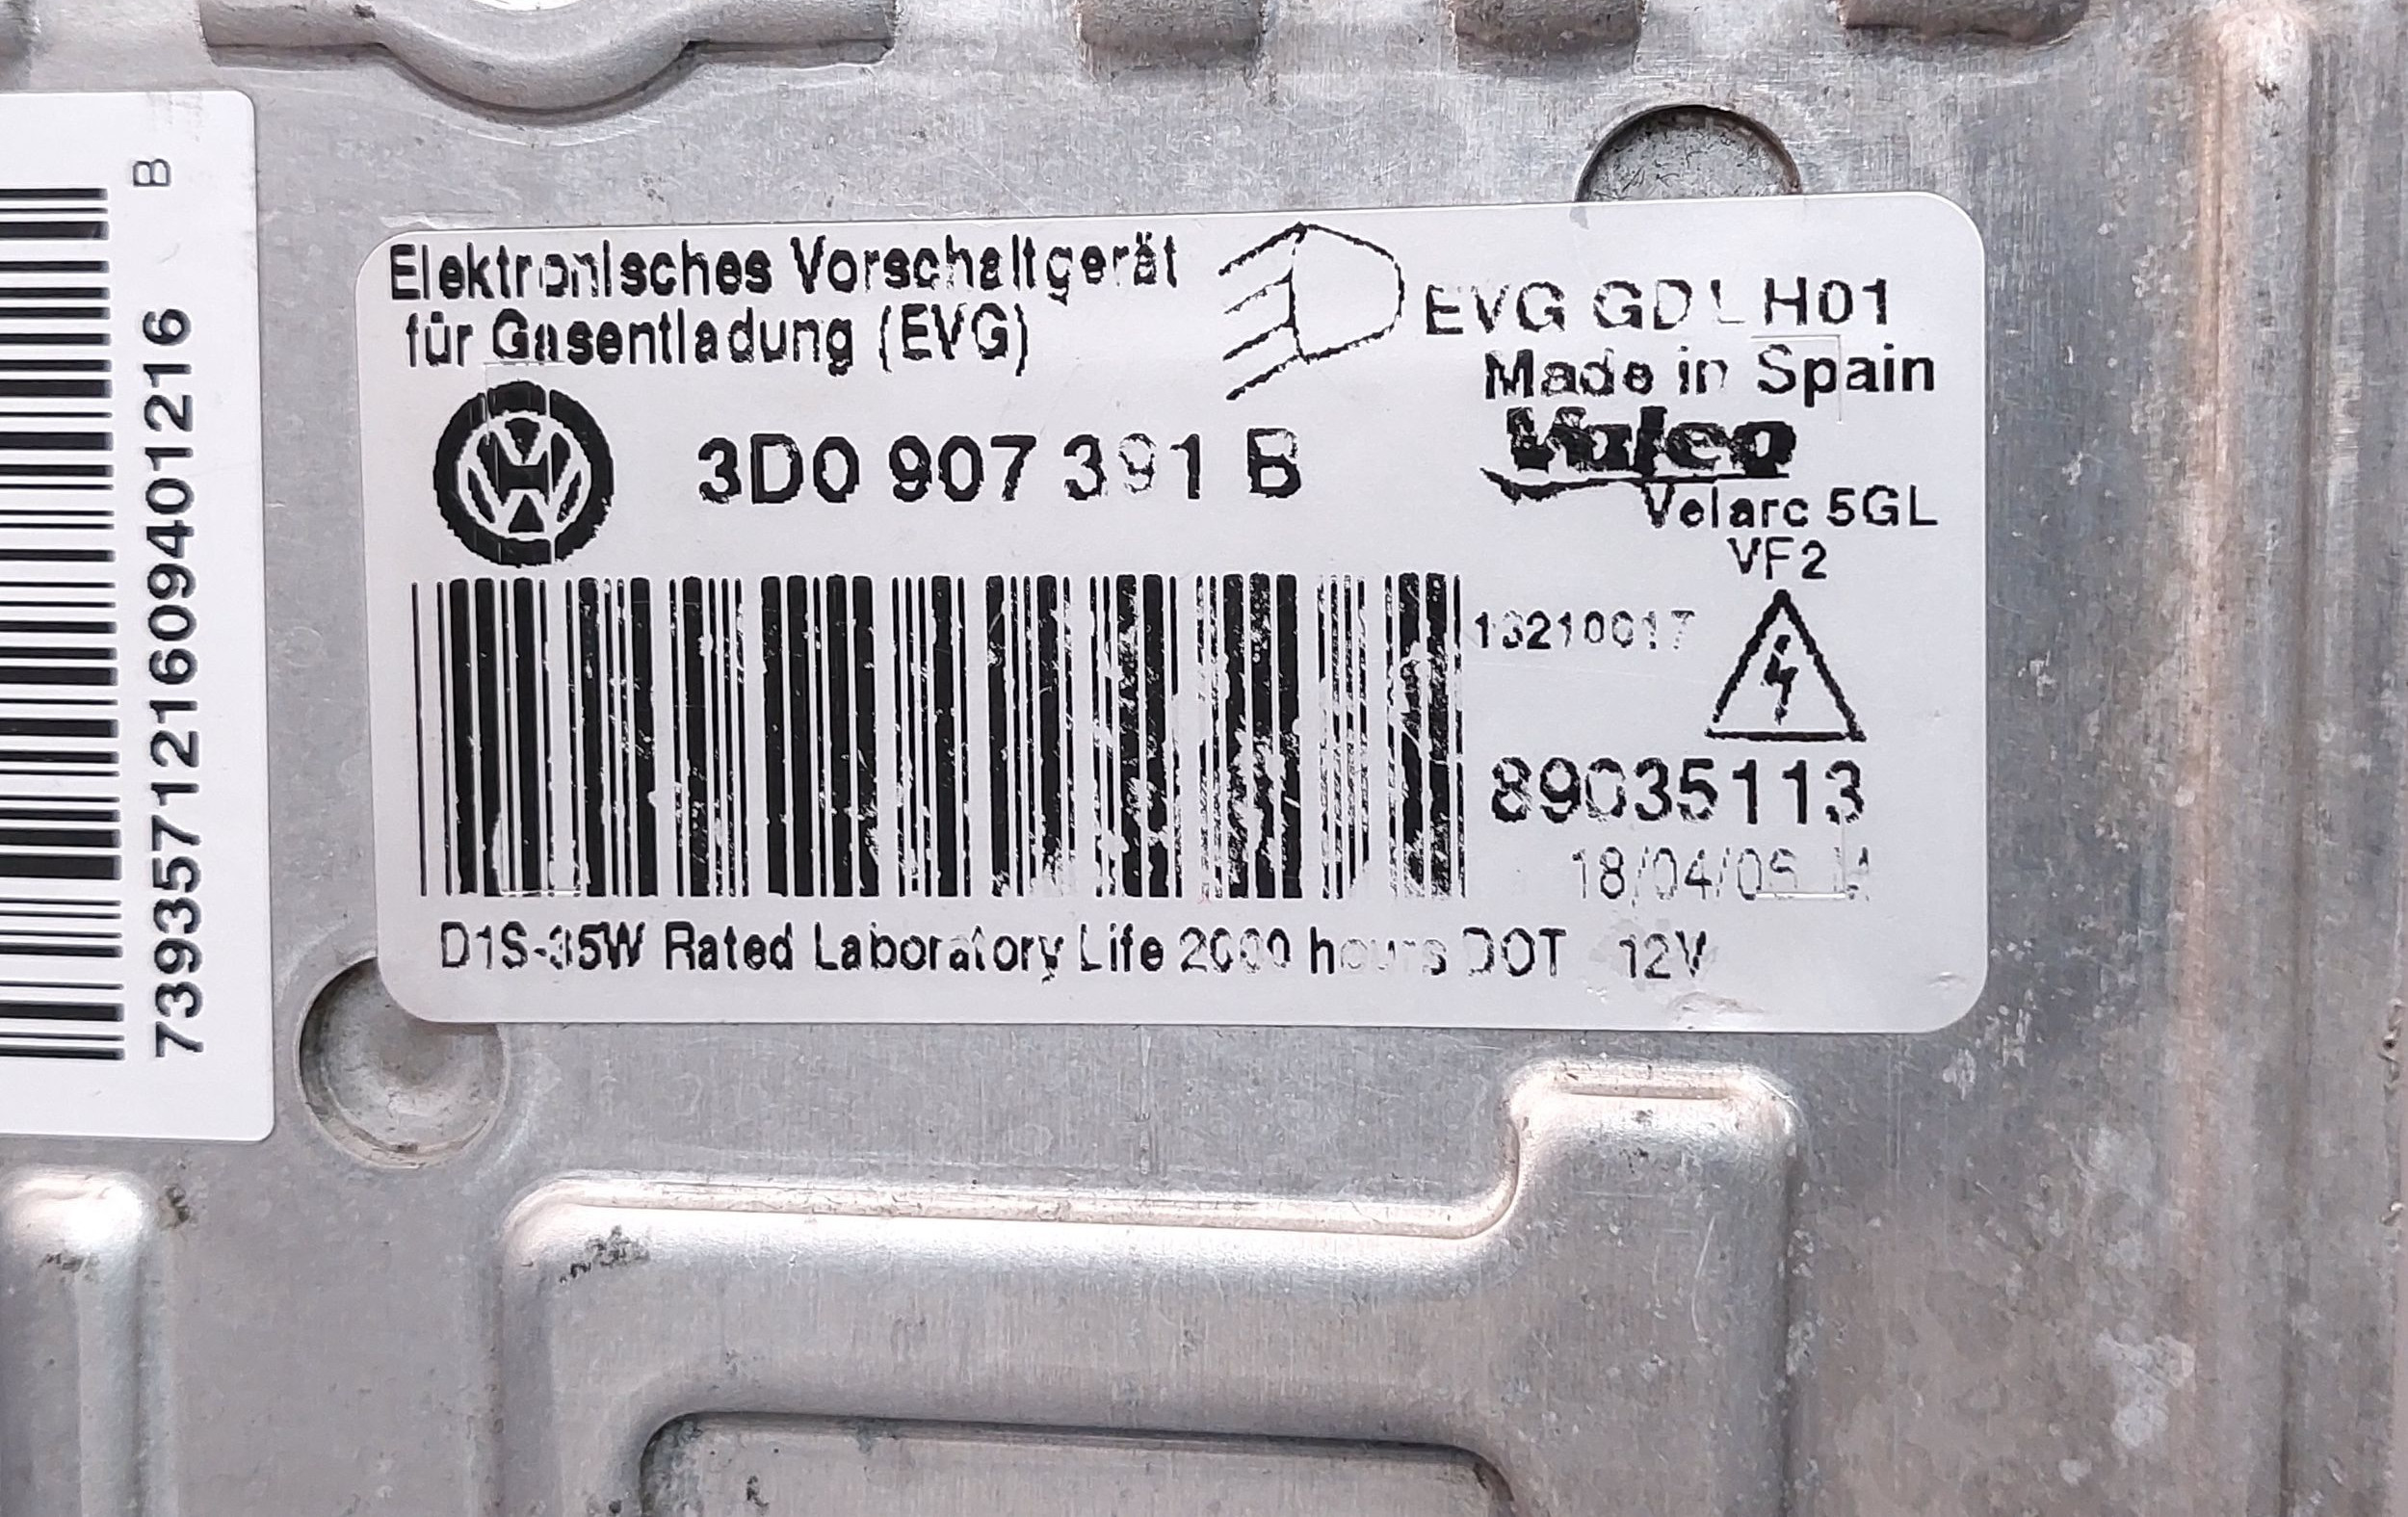 B
739357121609401216
Elektronisches Vorschaltgerät
für Gasentladung (EVG)
EVG GDL H01
Made in Spain
3D0 907 391 B
Valeo
Velarc 5GL
VF2
13210017
89035113
D1S-35W Rated Laboratory Life 2000 hours DOT 12V